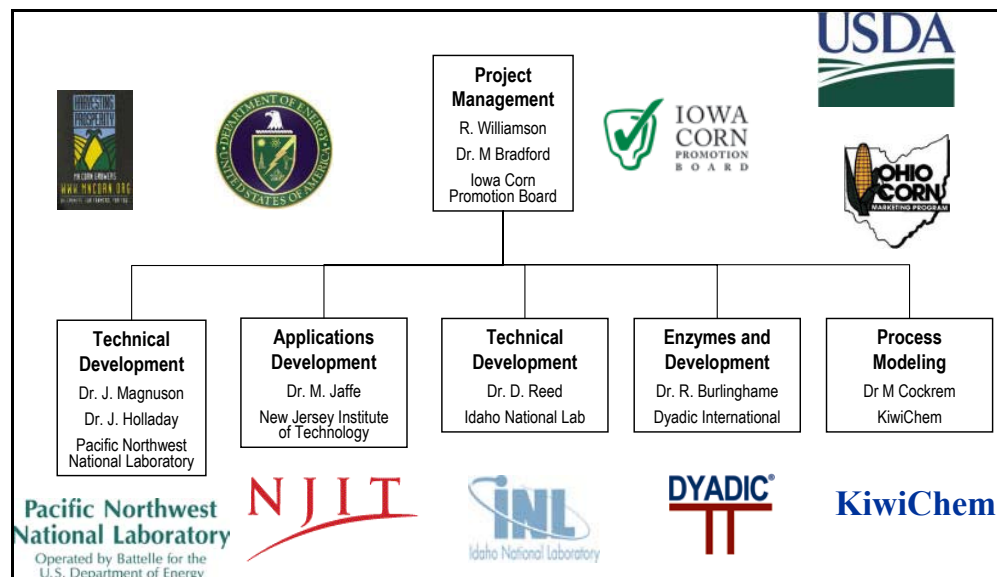 USDA
HARVESTING
PROSPERITY
MN CORN GROWERS
WWW.MNCORN.ORG
DEPARTMENT OF ENERGY
UNITED STATES OF AMERICA
Project
Management
R. Williamson
Dr. M Bradford
Iowa Corn
Promotion Board
IOWA
CORN
PROMOTION
BOARD
OHIO
CORN
MARKETING PROGRAM
Technical
Development
Dr. J. Magnuson
Dr. J. Holladay
Pacific Northwest
National Laboratory
Applications
Development
Dr. M. Jaffe
New Jersey Institute
of Technology
Technical
Development
Dr. D. Reed
Idaho National Lab
Enzymes and
Development
Dr. R. Burlinghame
Dyadic International
Process
Modeling
Dr M Cockrem
KiwiChem
Pacific Northwest
National Laboratory
Operated by Battelle for the
U.S. Department of Energy
NJIT
INL
Idaho National Laboratory
DYADIC®
KiwiChem